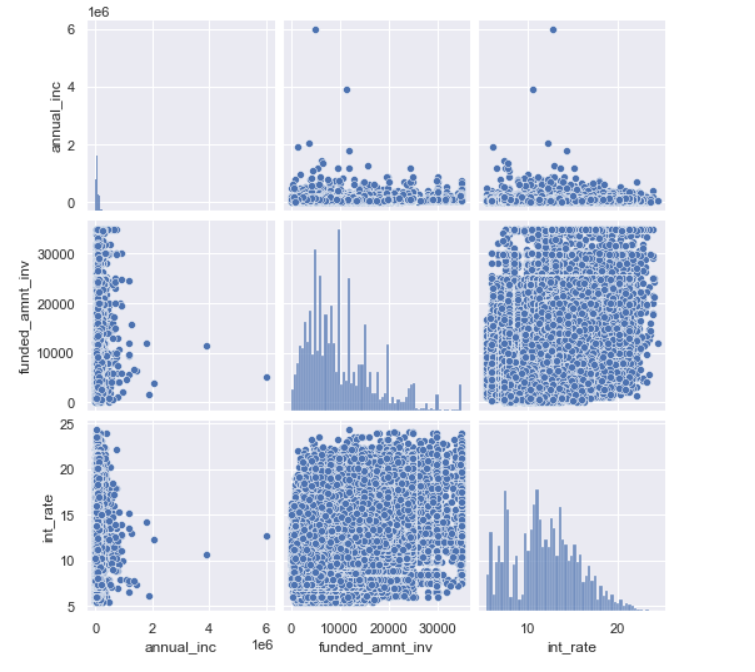 1e6
6
4
2
0
annual_inc
30000
20000
10000
0
funded_amnt_inv
25
20
15
10
5
int_rate
0 2 4 6 0 10000 20000 30000 10 20
annual_inc 1e6 funded_amnt_inv int_rate